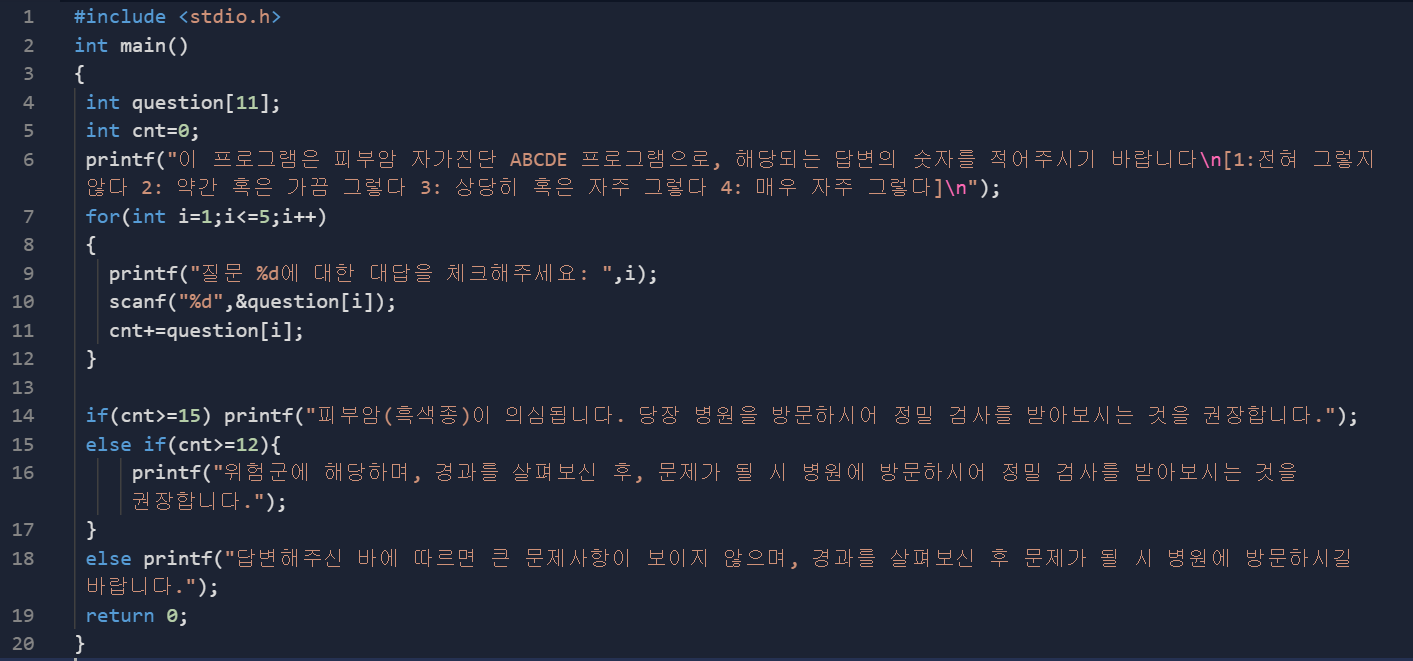 1 #include <stdio.h>
2 int main()
3 {
4 int question[11];
5 int cnt=0;
6 printf("이 프로그램은 피부암 자가진단 ABCDE 프로그램으로, 해당되는 답변의 숫자를 적어주시기 바랍니다\n[1:전혀 그렇지
않다 2: 약간 혹은 가끔 그렇다 3: 상당히 혹은 자주 그렇다 4: 매우 자주 그렇다]\n");
7 for(int i=1;i<=5;i++)
8 {
9 printf("질문 %d에 대한 대답을 체크해주세요: ",i);
10 scanf("%d",&question[i]);
11 cnt+=question[i];
12 }
13
14 if(cnt>=15) printf("피부암(흑색종)이 의심됩니다. 당장 병원을 방문하시어 정밀 검사를 받아보시는 것을 권장합니다.");
15 else if(cnt>=12){
16 printf("위험군에 해당하며, 경과를 살펴보신 후, 문제가 될 시 병원에 방문하시어 정밀 검사를 받아보시는 것을
권장합니다.");
17 }
18 else printf("답변해주신 바에 따르면 큰 문제사항이 보이지 않으며, 경과를 살펴보신 후 문제가 될 시 병원에 방문하시길
바랍니다.");
19 return 0;
20 }